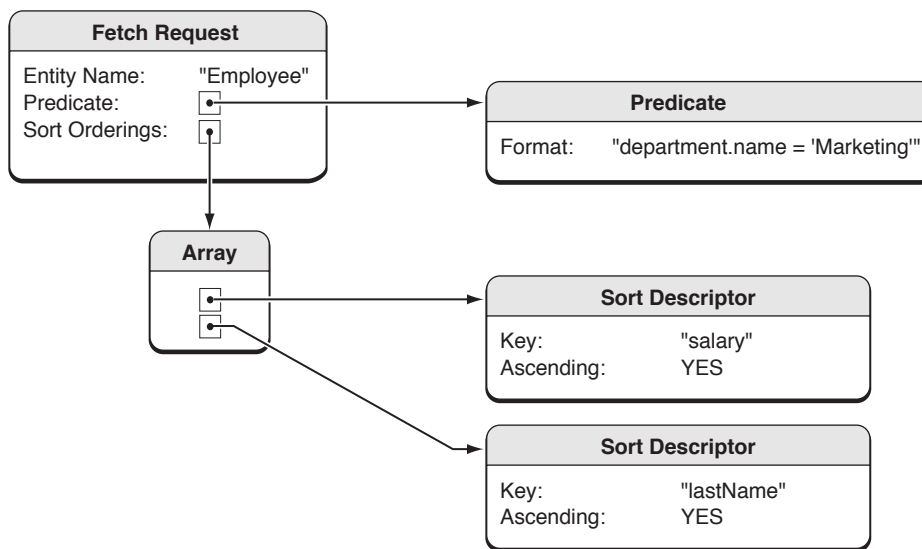 Fetch Request
Entity Name: "Employee"
Predicate:
Sort Orderings:
Predicate
Format: "department.name = 'Marketing'"
Array
Sort Descriptor
Key: "salary"
Ascending: YES
Sort Descriptor
Key: "lastName"
Ascending: YES